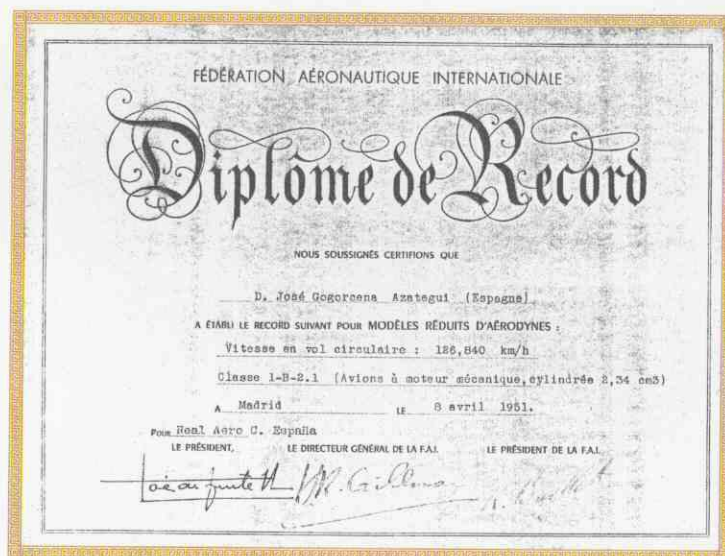 FÉDÉRATION AÉRONAUTIQUE INTERNATIONALE
Diplôme de Record
NOUS SOUSSIGNÉS CERTIFIONS QUE
D. José Gogorcena Azategui (Espagne)
A ÉTABLI LE RECORD SUIVANT POUR MODÈLES RÉDUITS D'AÉRODYNES :
Vitesse en vol circulaire : 126,840 km/h
Classe 1-B-2.1 (Avions à moteur mécanique, cylindrée 2,34 cm3)
A Madrid LE 8 avril 1951.
POUR Real Aero C. España
LE PRÉSIDENT, LE DIRECTEUR GÉNÉRAL DE LA F.A.I. LE PRÉSIDENT DE LA F.A.I.